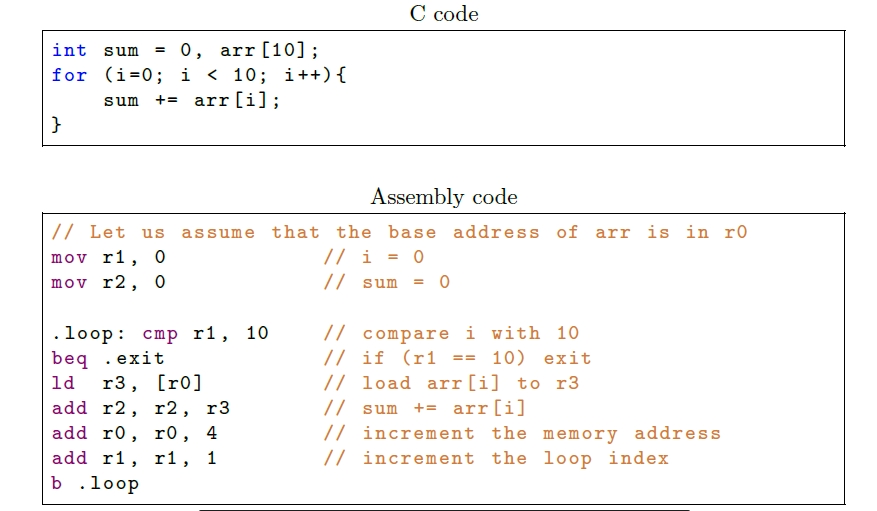 C code
int sum = 0, arr[10];
for (i=0; i < 10; i++){
sum += arr[i];
}
Assembly code
// Let us assume that the base address of arr is in r0
mov r1, 0 // i = 0
mov r2, 0 // sum = 0
.loop: cmp r1, 10 // compare i with 10
beq .exit // if (r1 == 10) exit
ld r3, [r0] // load arr[i] to r3
add r2, r2, r3 // sum += arr[i]
add r0, r0, 4 // increment the memory address
add r1, r1, 1 // increment the loop index
b .loop